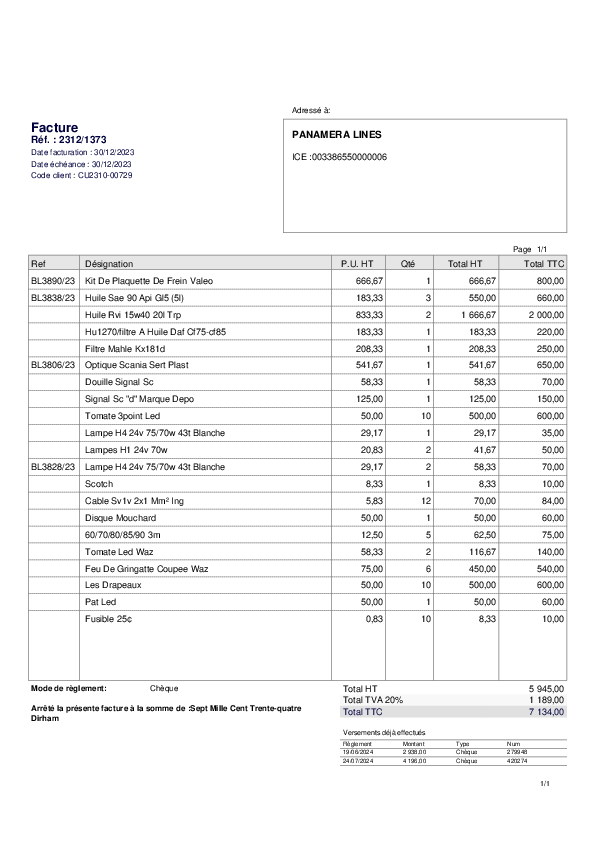 Adressé à:
Facture
Réf. : 2312/1373
Date facturation : 30/12/2023
Date échéance : 30/12/2023
Code client : CU2310-00729
PANAMERA LINES
ICE :003386550000006
Page 1/1
Ref Désignation P.U. HT Qté Total HT Total TTC
BL3890/23 Kit De Plaquette De Frein Valeo 666,67 1 666,67 800,00
BL3838/23 Huile Sae 90 Api Gl5 (5l) 183,33 3 550,00 660,00
Huile Rvi 15w40 20l Trp 833,33 2 1 666,67 2 000,00
Hu1270/filtre A Huile Daf Cf75-cf85 183,33 1 183,33 220,00
Filtre Mahle Kx181d 208,33 1 208,33 250,00
BL3806/23 Optique Scania Sert Plast 541,67 1 541,67 650,00
Douille Signal Sc 58,33 1 58,33 70,00
Signal Sc "d" Marque Depo 125,00 1 125,00 150,00
Tomate 3point Led 50,00 10 500,00 600,00
Lampe H4 24v 75/70w 43t Blanche 29,17 1 29,17 35,00
Lampes H1 24v 70w 20,83 2 41,67 50,00
BL3828/23 Lampe H4 24v 75/70w 43t Blanche 29,17 2 58,33 70,00
Scotch 8,33 1 8,33 10,00
Cable Sv1v 2x1 Mm² Ing 5,83 12 70,00 84,00
Disque Mouchard 50,00 1 50,00 60,00
60/70/80/85/90 3m 12,50 5 62,50 75,00
Tomate Led Waz 58,33 2 116,67 140,00
Feu De Gringatte Coupee Waz 75,00 6 450,00 540,00
Les Drapeaux 50,00 10 500,00 600,00
Pat Led 50,00 1 50,00 60,00
Fusible 25¢ 0,83 10 8,33 10,00
Mode de règlement: Chèque
Arrêté la présente facture à la somme de :Sept Mille Cent Trente-quatre
Dirham
Total HT 5 945,00
Total TVA 20% 1 189,00
Total TTC 7 134,00
Versements déjà effectués
Règlement Montant Type Num
19/06/2024 2 938,00 Chèque 279948
24/07/2024 4 196,00 Chèque 420274
1/1